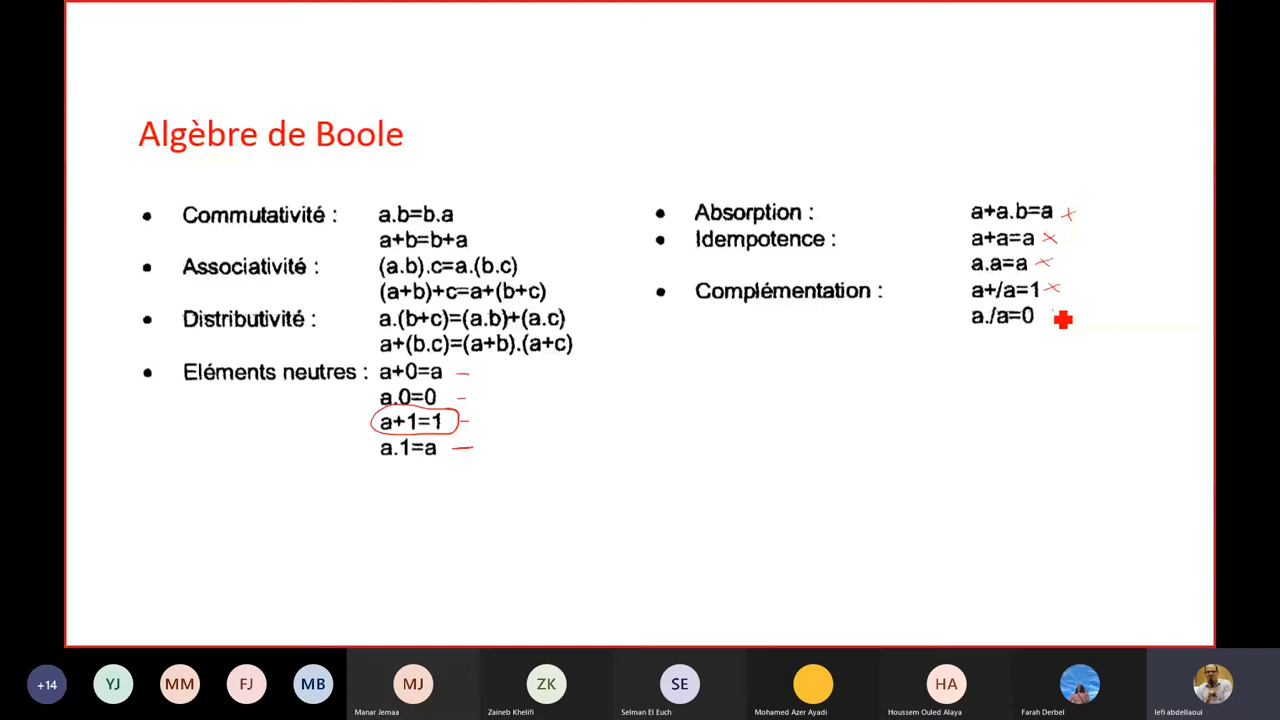 Algèbre de Boole
• Commutativité : a.b=b.a
a+b=b+a
• Associativité : (a.b).c=a.(b.c)
(a+b)+c=a+(b+c)
• Distributivité : a.(b+c)=(a.b)+(a.c)
a+(b.c)=(a+b).(a+c)
• Eléments neutres : a+0=a
a.0=0
a+1=1
a.1=a
• Absorption : a+a.b=a
• Idempotence : a+a=a
a.a=a
• Complémentation : a+/a=1
a./a=0
+14 YJ MM FJ MB MJ ZK SE HA
Manar Jemaa Zaineb Khelifi Selman El Euch Mohamed Azer Ayadi Houssem Ouled Alaya Farah Derbel lefi abdellaoui